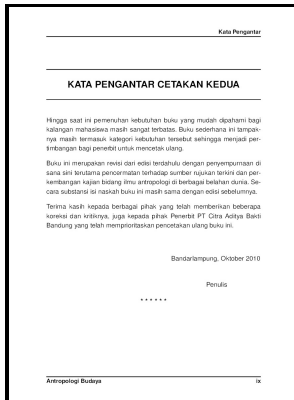 Kata Pengantar
KATA PENGANTAR CETAKAN KEDUA
Hingga saat ini pemenuhan kebutuhan buku yang mudah dipahami bagi
kalangan mahasiswa masih sangat terbatas. Buku sederhana ini tampak-
nya masih termasuk kategori kebutuhan tersebut sehingga menjadi per-
timbangan bagi penerbit untuk mencetak ulang.
Buku ini merupakan revisi dari edisi terdahulu dengan penyempurnaan di
sana sini terutama pencermatan terhadap sumber rujukan terkini dan per-
kembangan kajian bidang ilmu antropologi di berbagai belahan dunia. Se-
cara substansi isi naskah buku ini masih sama dengan edisi sebelumnya.
Terima kasih kepada berbagai pihak yang telah memberikan beberapa
koreksi dan kritiknya, juga kepada pihak Penerbit PT Citra Aditya Bakti
Bandung yang telah memprioritaskan pencetakan ulang buku ini.
Bandarlampung, Oktober 2010
Penulis
* * * * * *
Antropologi Budaya ix